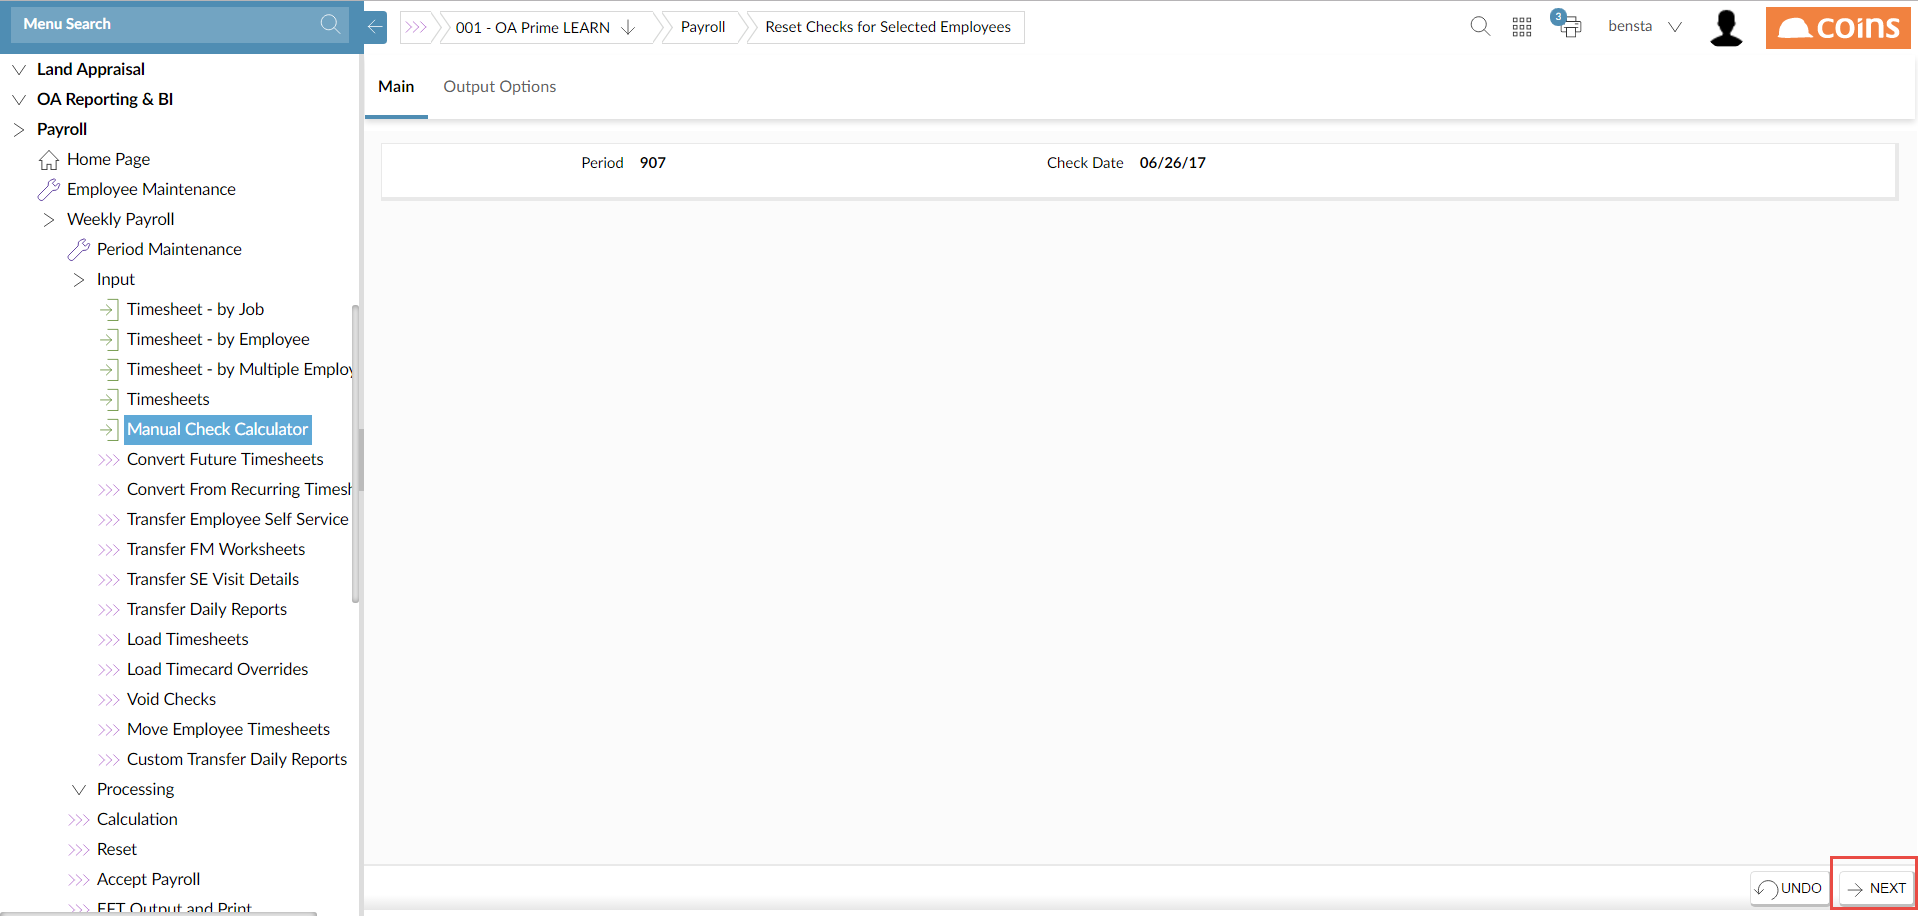 Menu Search
001 - OA Prime LEARN
Payroll
Reset Checks for Selected Employees
3
bensta
coins
Land Appraisal
OA Reporting & BI
Payroll
Home Page
Employee Maintenance
Weekly Payroll
Period Maintenance
Input
Timesheet - by Job
Timesheet - by Employee
Timesheet - by Multiple Employ
Timesheets
Manual Check Calculator
Convert Future Timesheets
Convert From Recurring Timesh
Transfer Employee Self Service
Transfer FM Worksheets
Transfer SE Visit Details
Transfer Daily Reports
Load Timesheets
Load Timecard Overrides
Void Checks
Move Employee Timesheets
Custom Transfer Daily Reports
Processing
Calculation
Reset
Accept Payroll
EFT Output and Print
Main
Output Options
Period 907
Check Date 06/26/17
UNDO
NEXT